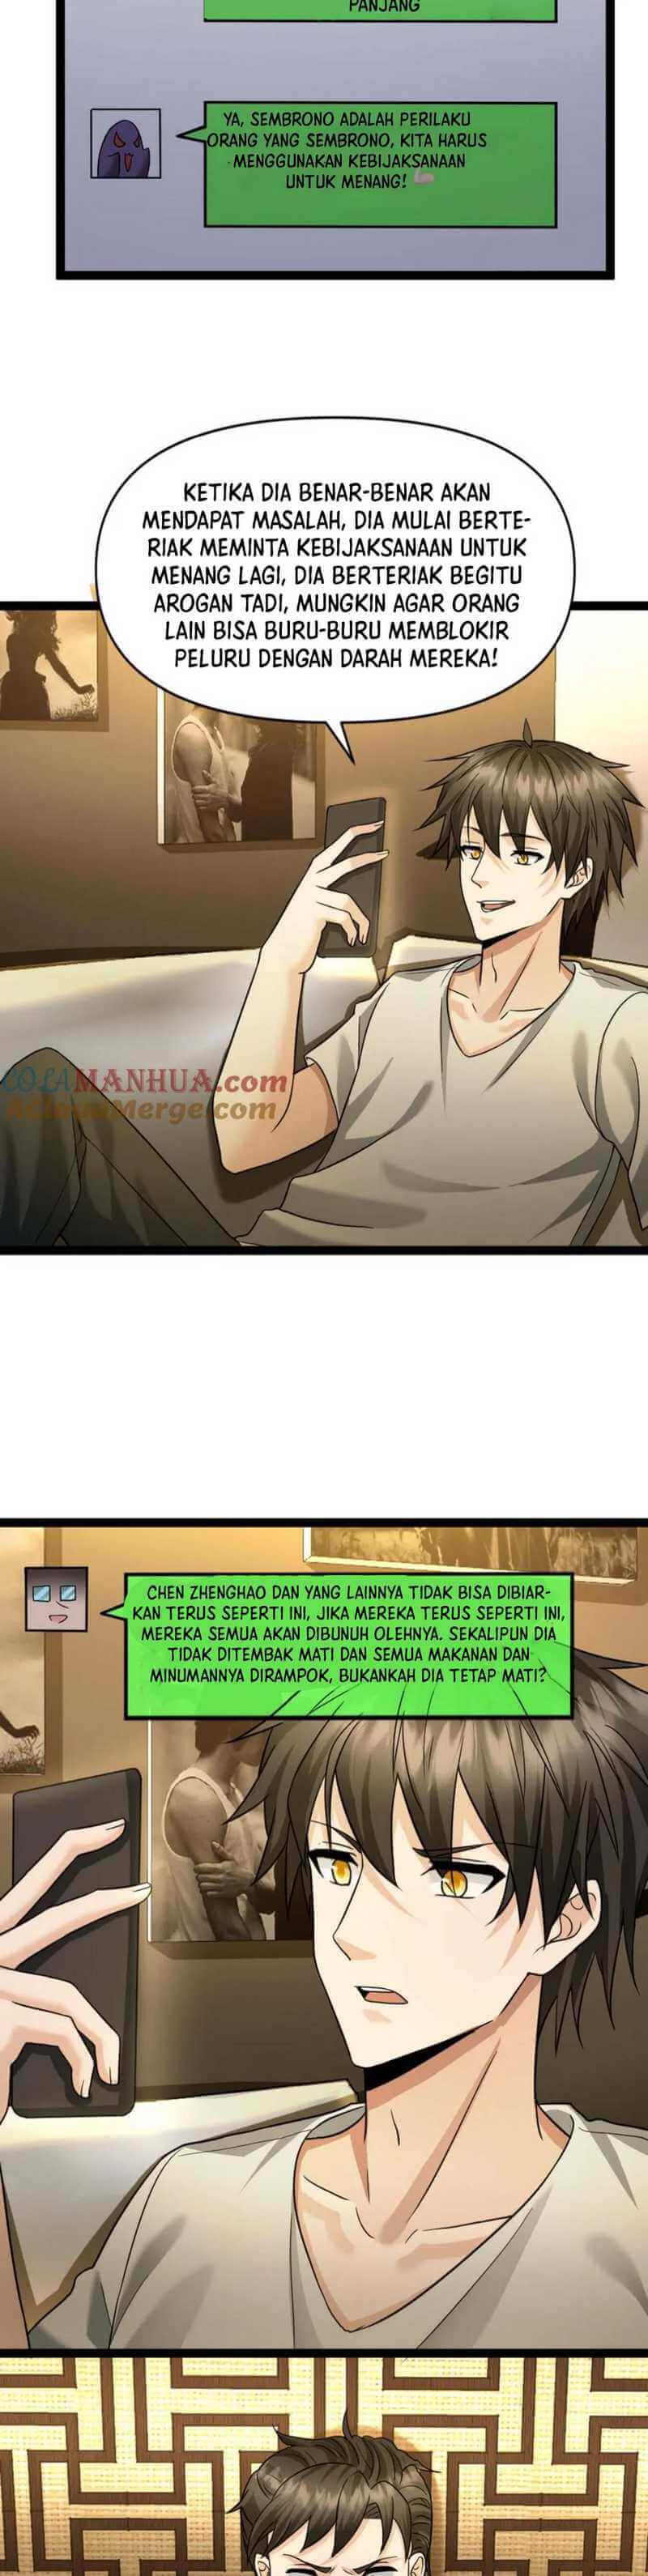 PANJANG
YA, SEMBRONO ADALAH PERILAKU
ORANG YANG SEMBRONO, KITA HARUS
MENGGUNAKAN KEBIJAKSANAAN
UNTUK MENANG!
KETIKA DIA BENAR-BENAR AKAN
MENDAPAT MASALAH, DIA MULAI BERTE-
RIAK MEMINTA KEBIJAKSANAAN UNTUK
MENANG LAGI, DIA BERTERIAK BEGITU
AROGAN TADI, MUNGKIN AGAR ORANG
LAIN BISA BURU-BURU MEMBLOKIR
PELURU DENGAN DARAH MEREKA!
COLAMANHUA.com
CHEN ZHENGHAO DAN YANG LAINNYA TIDAK BISA DIBIAR-
KAN TERUS SEPERTI INI, JIKA MEREKA TERUS SEPERTI INI,
MEREKA SEMUA AKAN DIBUNUH OLEHNYA. SEKALIPUN DIA
TIDAK DITEMBAK MATI DAN SEMUA MAKANAN DAN
MINUMANNYA DIRAMPOK, BUKANKAH DIA TETAP MATI?